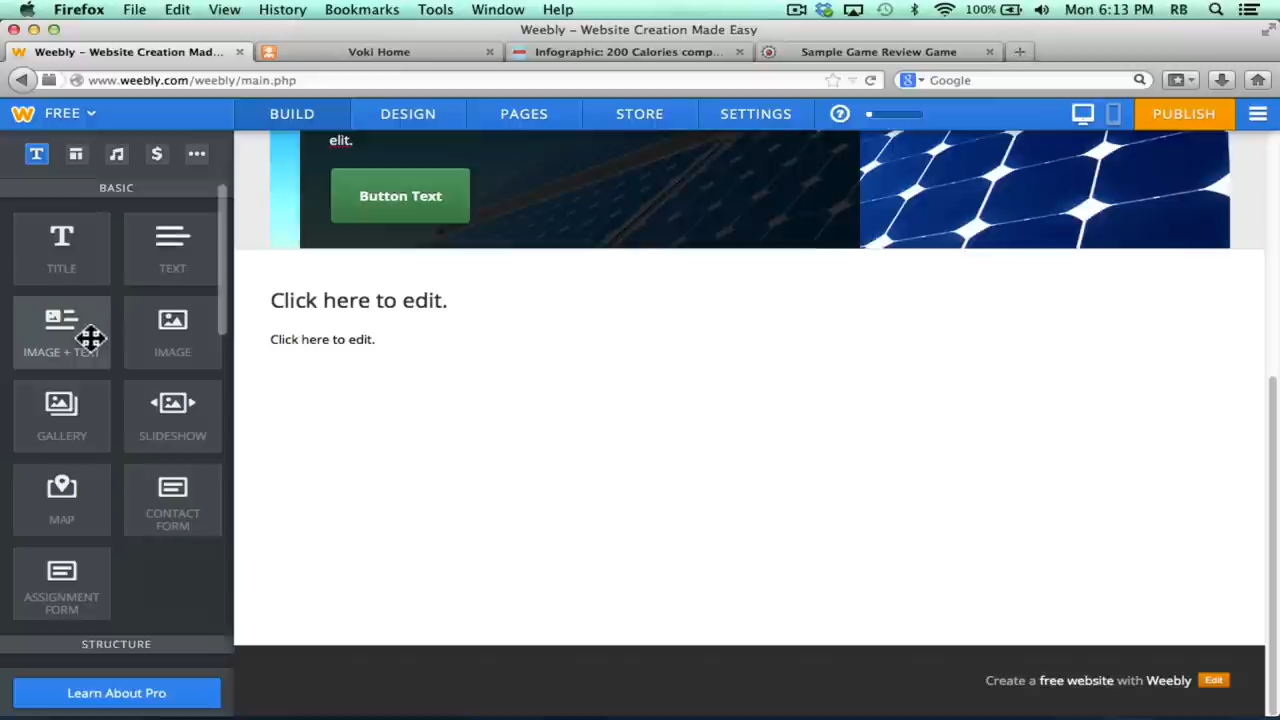 Firefox File Edit View History Bookmarks Tools Window Help 100% Mon 6:13 PM RB
Weebly – Website Creation Made Easy
Weebly – Website Creation Mad... Voki Home Infographic: 200 Calories comp... Sample Game Review Game
www.weebly.com/weebly/main.php Google
FREE BUILD DESIGN PAGES STORE SETTINGS PUBLISH
elit.
Button Text
BASIC
TITLE TEXT
IMAGE + TEXT IMAGE
GALLERY SLIDESHOW
MAP CONTACT FORM
ASSIGNMENT FORM
STRUCTURE
Learn About Pro
Click here to edit.
Click here to edit.
Create a free website with Weebly Edit